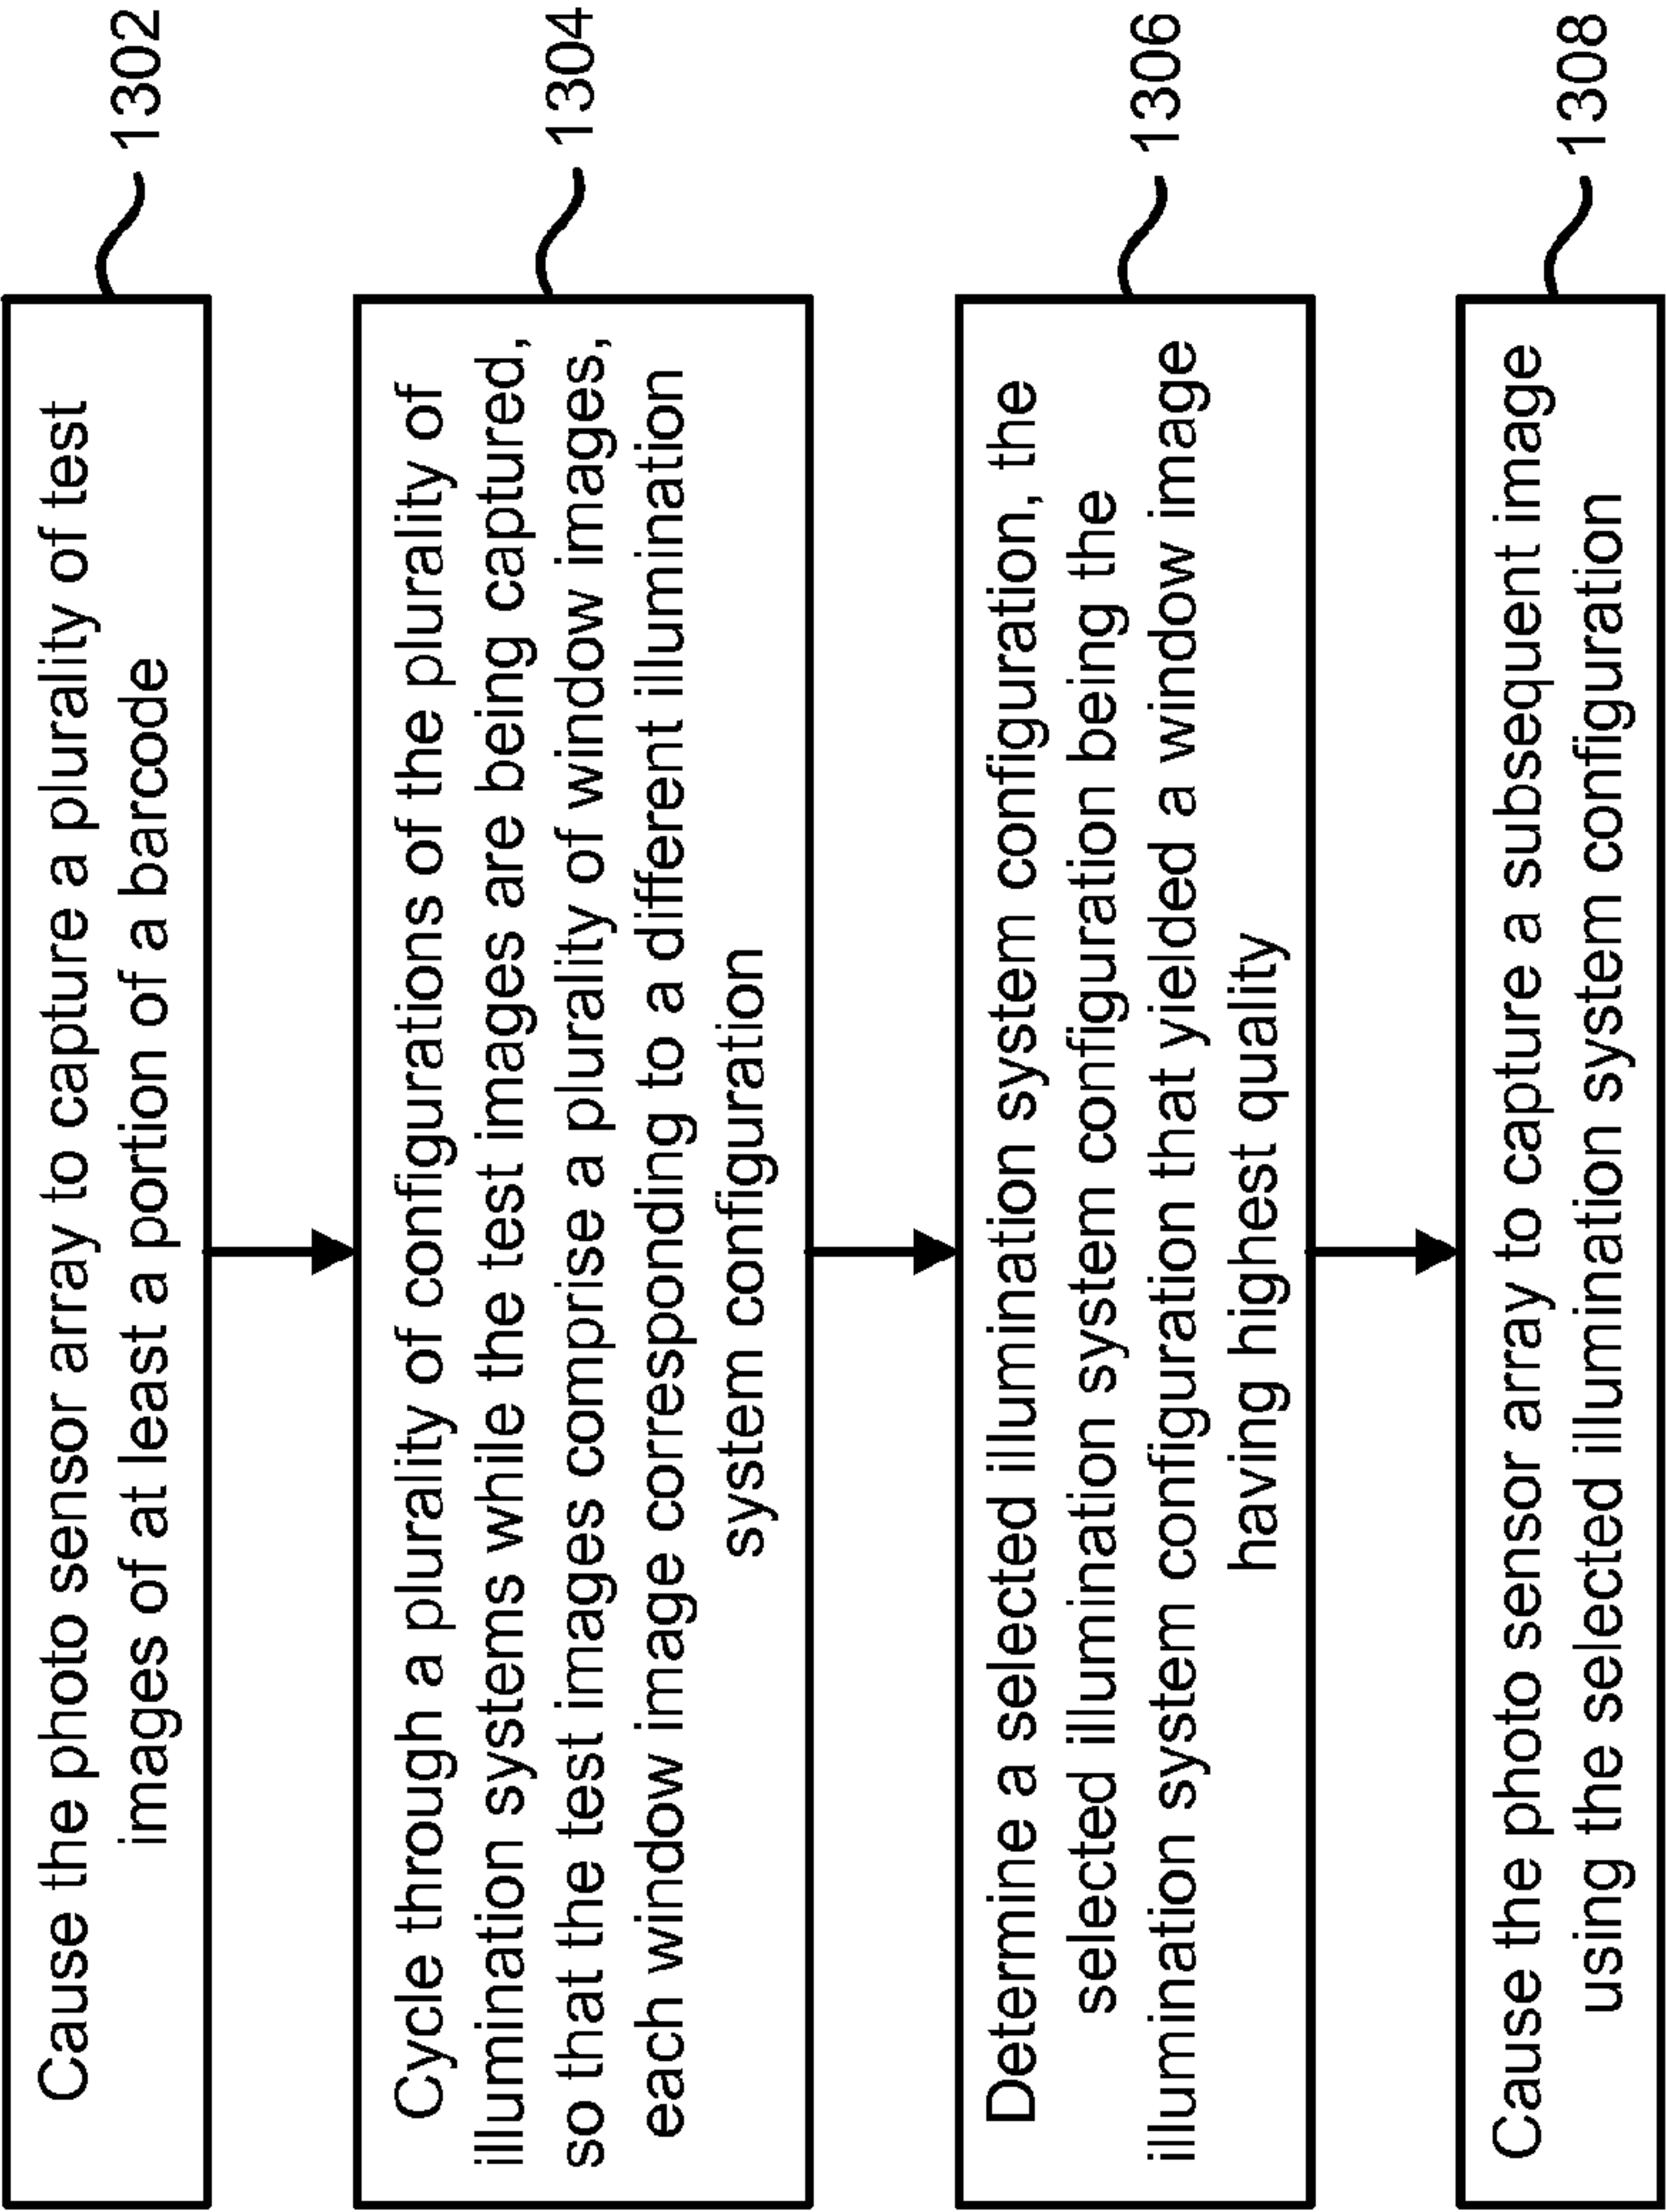 Cause the photo sensor array to capture a plurality of test
images of at least a portion of a barcode
1302
Cycle through a plurality of configurations of the plurality of
illumination systems while the test images are being captured,
so that the test images comprise a plurality of window images,
each window image corresponding to a different illumination
system configuration
1304
Determine a selected illumination system configuration, the
selected illumination system configuration being the
illumination system configuration that yielded a window image
having highest quality
1306
Cause the photo sensor array to capture a subsequent image
using the selected illumination system configuration
1308